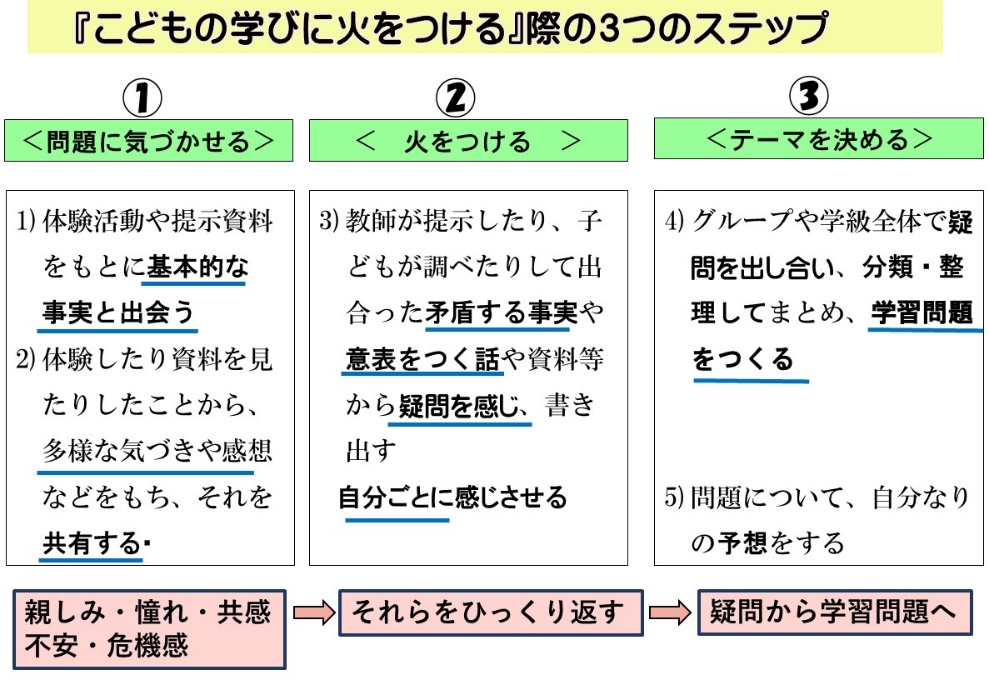 『こどもの学びに火をつける』際の3つのステップ
①
<問題に気づかせる>
1) 体験活動や提示資料
をもとに基本的な
事実と出会う
2) 体験したり資料を見
たりしたことから、
多様な気づきや感想
などをもち、それを
共有する・
親しみ・憧れ・共感
不安・危機感
②
< 火をつける >
3) 教師が提示したり、子
どもが調べたりして出
合った矛盾する事実や
意表をつく話や資料等
から疑問を感じ、書き
出す
自分ごとに感じさせる
それらをひっくり返す
③
<テーマを決める>
4) グループや学級全体で疑
問を出し合い、分類・整
理してまとめ、学習問題
をつくる
5) 問題について、自分なり
の予想をする
疑問から学習問題へ